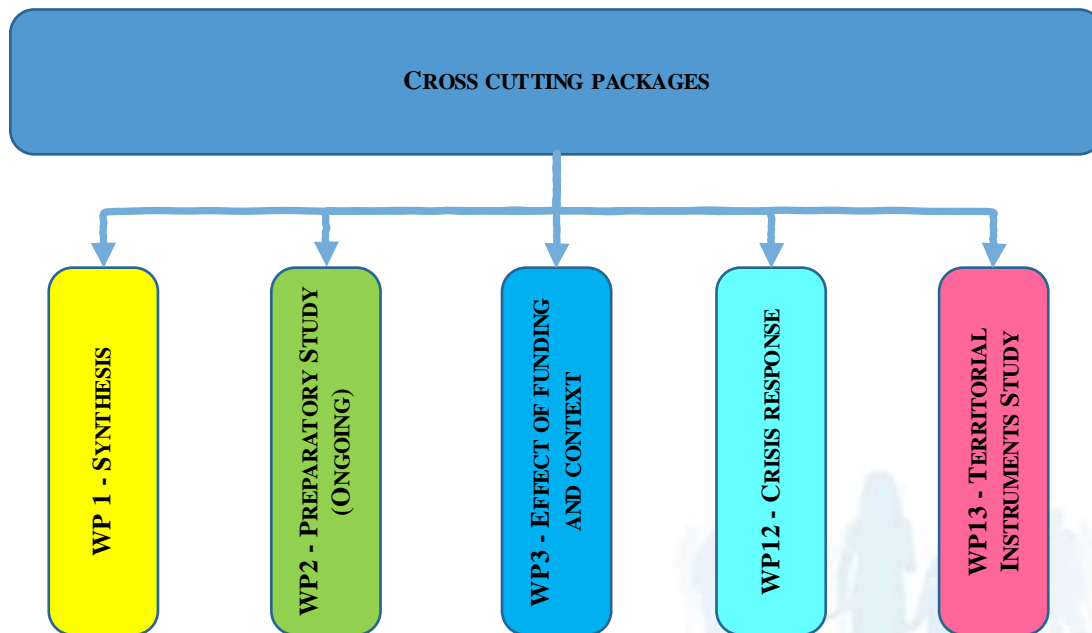 CROSS CUTTING PACKAGES
WP 1 - SYNTHESIS
WP2 - PREPARATORY STUDY
(ONGOING)
WP3 - EFFECT OF FUNDING
AND CONTEXT
WP12 - CRISIS RESPONSE
WP13 - TERRITORIAL
INSTRUMENTS STUDY